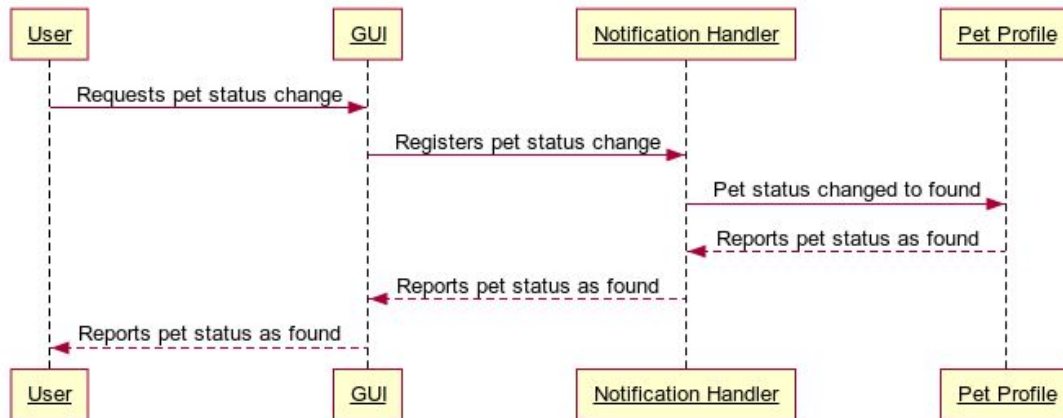 User GUI Notification Handler Pet Profile
Requests pet status change
Registers pet status change
Pet status changed to found
Reports pet status as found
Reports pet status as found
Reports pet status as found
User GUI Notification Handler Pet Profile